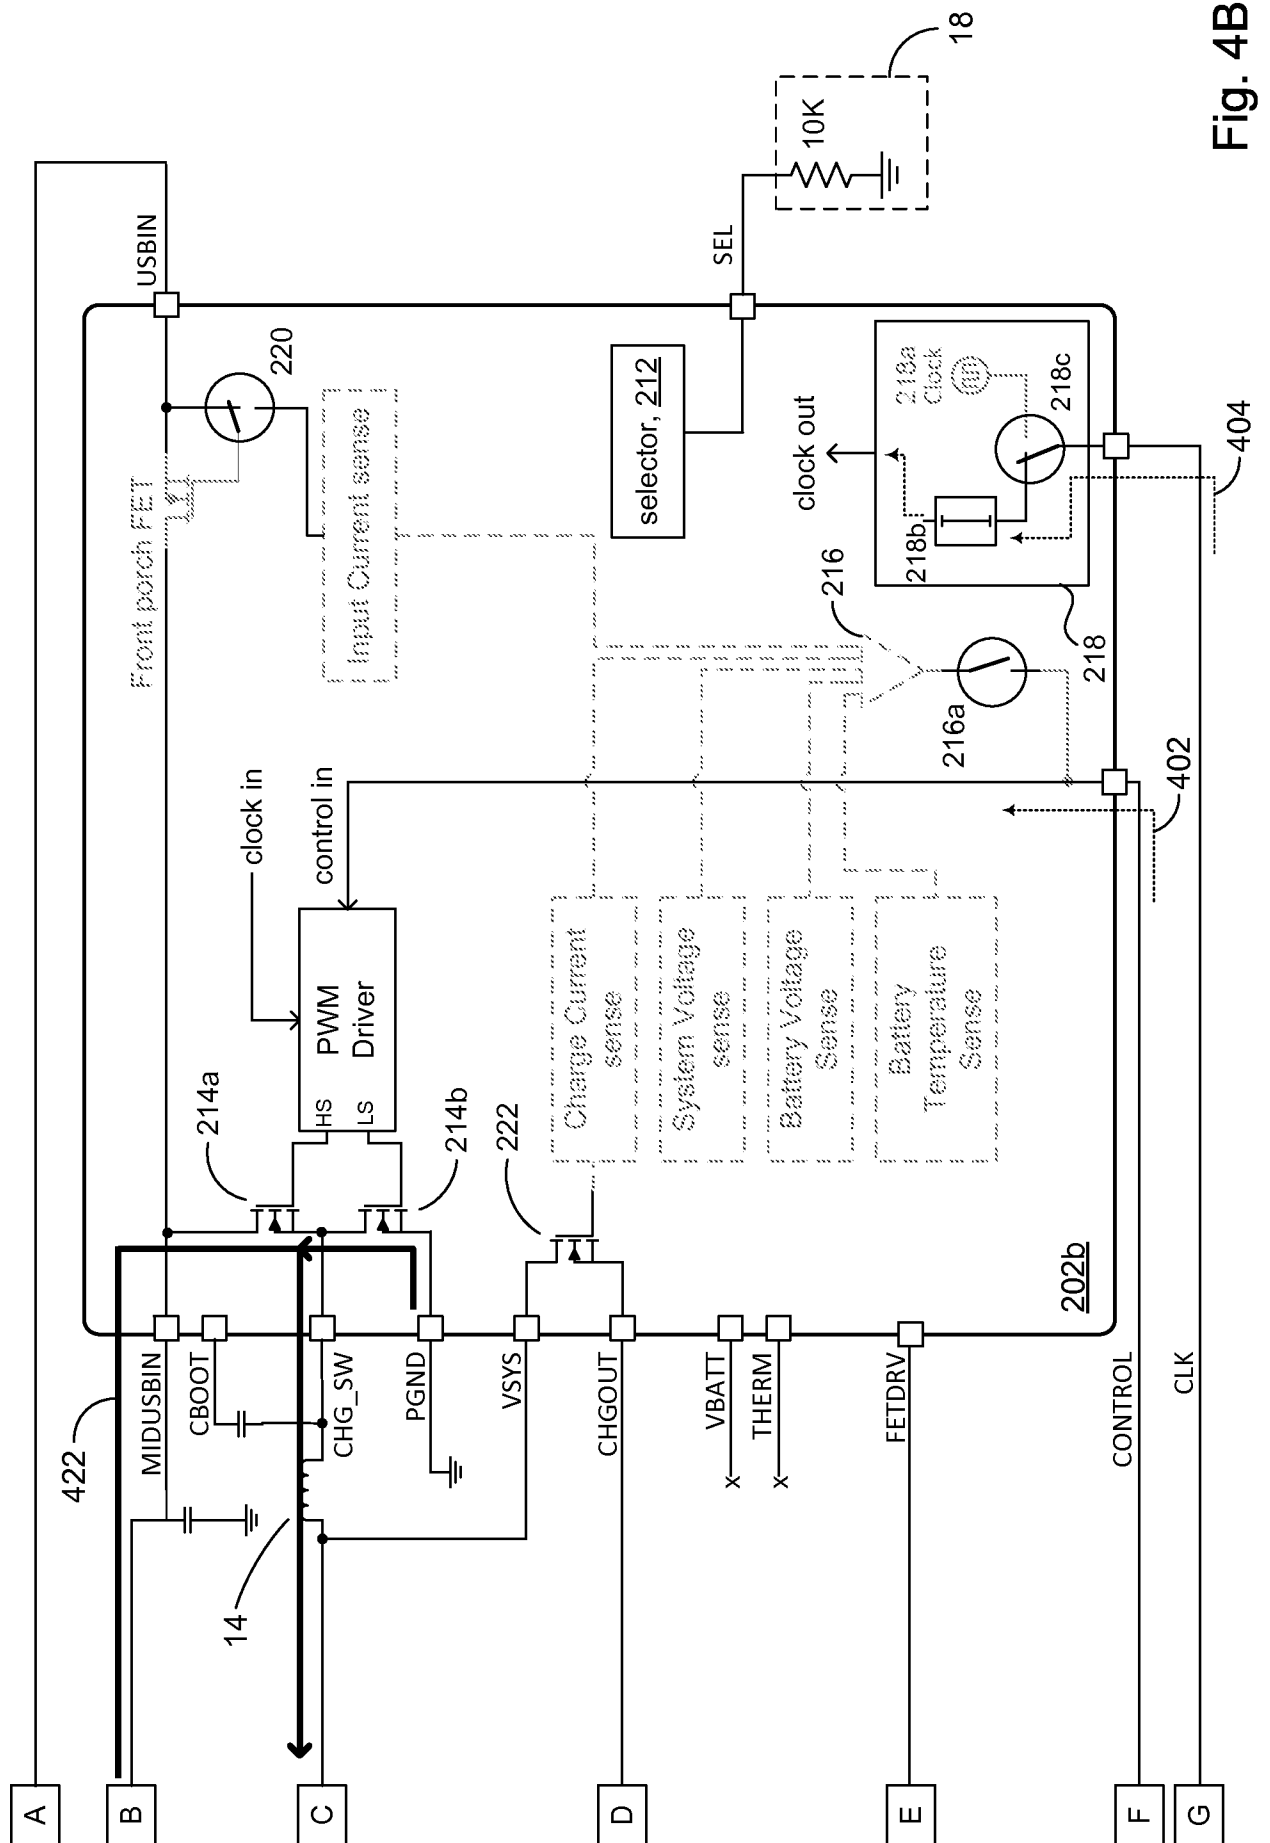 Fig. 4B
18
10K
USBIN
SEL
220
Front porch FET
Input Current sense
selector, 212
clock out
218a
Clock
218c
218b
404
216
218
216a
402
clock in
control in
PWM
Driver
HS
LS
214a
214b
222
Charge Current
sense
System Voltage
sense
Battery Voltage
Sense
Battery
Temperature
Sense
202b
422
MIDUSBIN
CBOOT
CHG_SW
PGND
VSYS
CHGOUT
VBATT
THERM
x
x
FETDRV
CONTROL
CLK
14
A
B
C
D
E
F
G